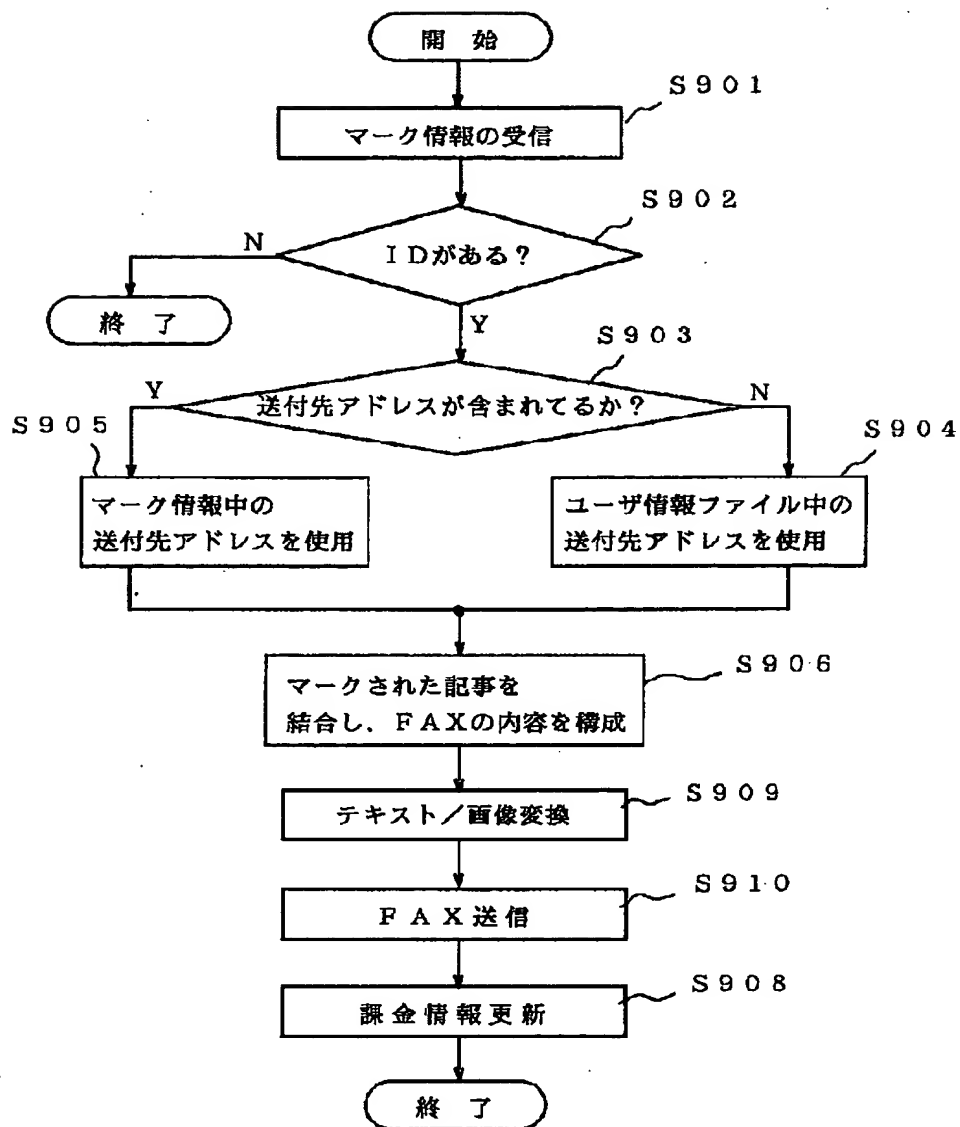 開　始
Ｓ９０１
マーク情報の受信
Ｓ９０２
Ｎ
ＩＤがある？
終　了
Ｙ
Ｓ９０３
Ｙ
送付先アドレスが含まれてるか？
Ｎ
Ｓ９０５
Ｓ９０４
マーク情報中の
送付先アドレスを使用
ユーザ情報ファイル中の
送付先アドレスを使用
Ｓ９０６
マークされた記事を
結合し，ＦＡＸの内容を構成
Ｓ９０９
テキスト／画像変換
Ｓ９１０
ＦＡＸ送信
Ｓ９０８
課金情報更新
終　了